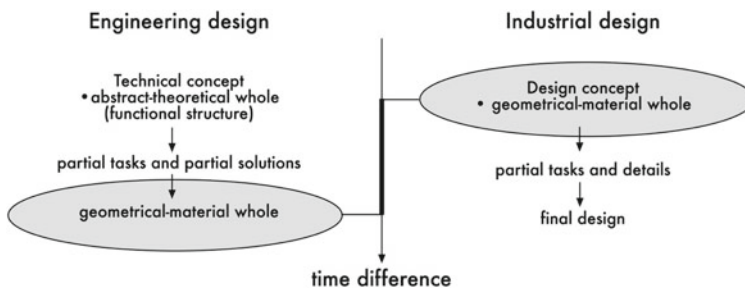 Engineering design
Technical concept
• abstract-theoretical whole
(functional structure)
partial tasks and partial solutions
geometrical-material whole
Industrial design
Design concept
• geometrical-material whole
partial tasks and details
final design
time difference